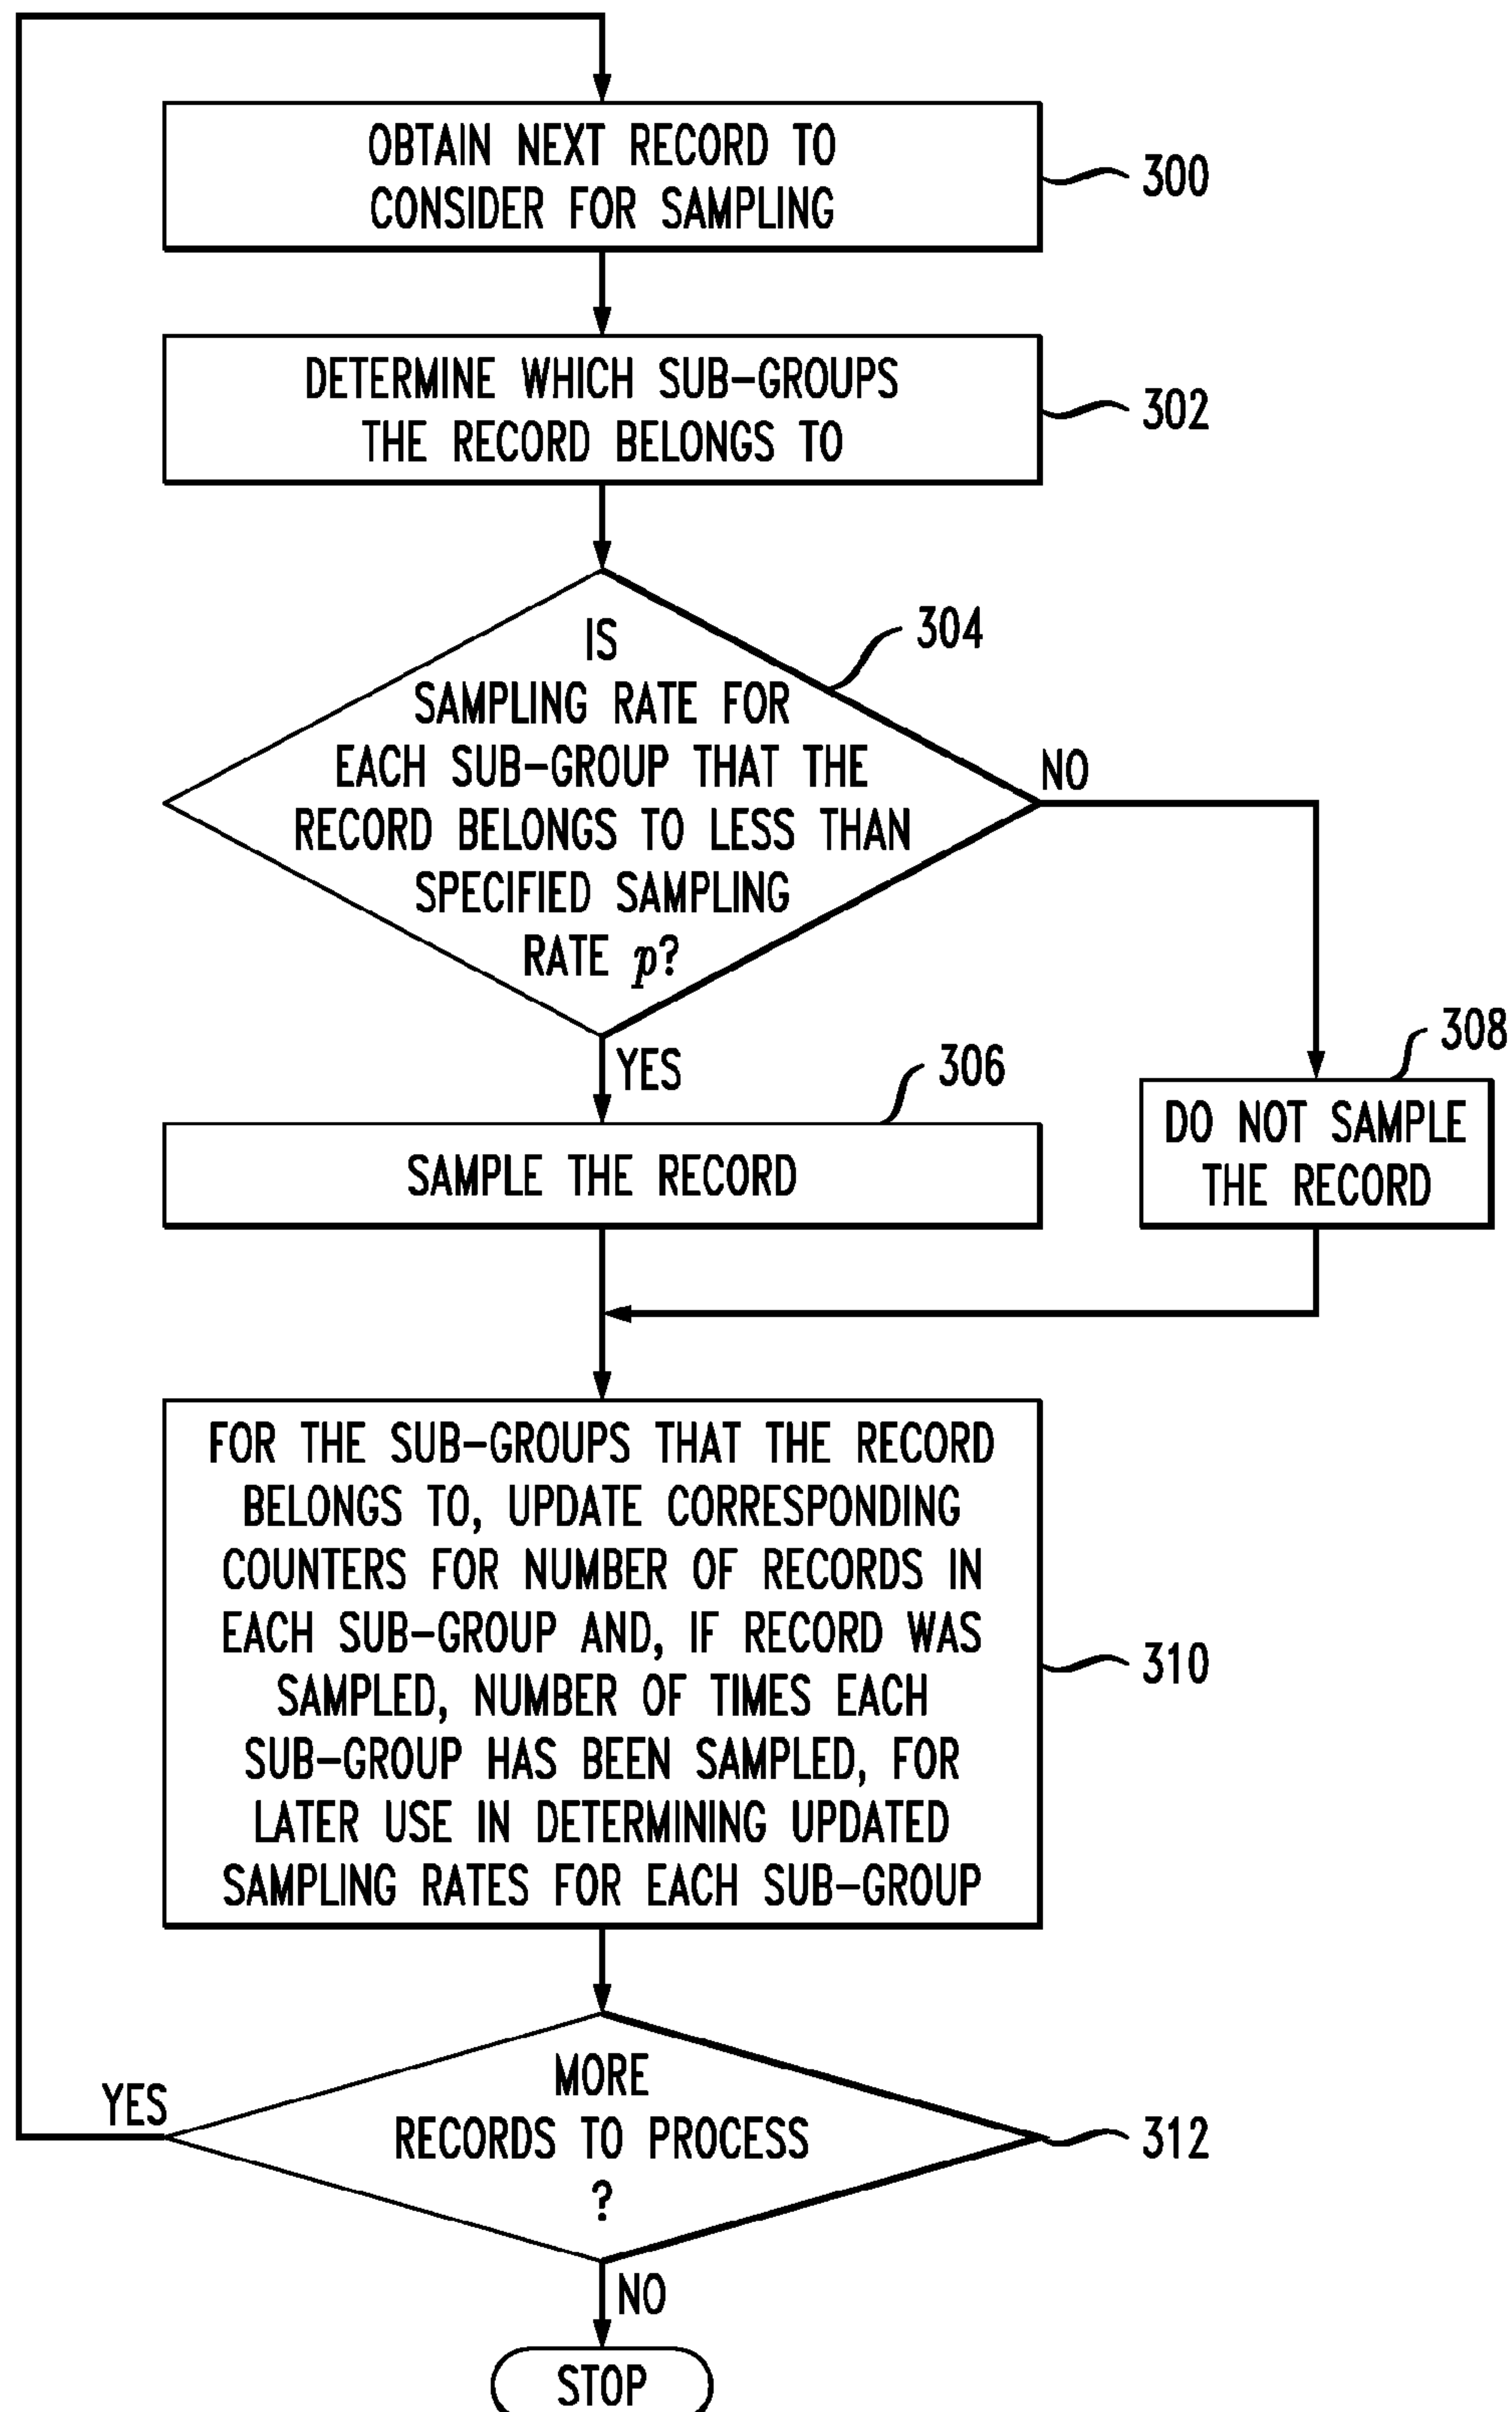 OBTAIN NEXT RECORD TO
CONSIDER FOR SAMPLING
300
DETERMINE WHICH SUB-GROUPS
THE RECORD BELONGS TO
302
IS
SAMPLING RATE FOR
EACH SUB-GROUP THAT THE
RECORD BELONGS TO LESS THAN
SPECIFIED SAMPLING
RATE p?
304
NO
YES
306
SAMPLE THE RECORD
308
DO NOT SAMPLE
THE RECORD
FOR THE SUB-GROUPS THAT THE RECORD
BELONGS TO, UPDATE CORRESPONDING
COUNTERS FOR NUMBER OF RECORDS IN
EACH SUB-GROUP AND, IF RECORD WAS
SAMPLED, NUMBER OF TIMES EACH
SUB-GROUP HAS BEEN SAMPLED, FOR
LATER USE IN DETERMINING UPDATED
SAMPLING RATES FOR EACH SUB-GROUP
310
YES
MORE
RECORDS TO PROCESS
?
312
NO
STOP